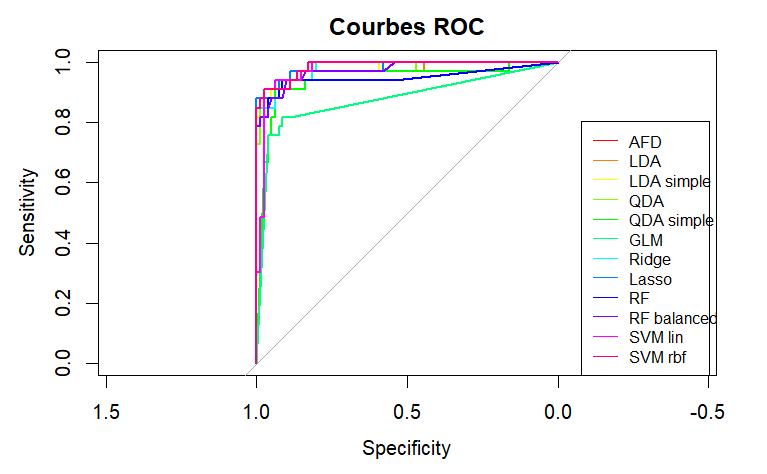 Courbes ROC
Sensitivity
1.0
0.8
0.6
0.4
0.2
0.0
AFD
LDA
LDA simple
QDA
QDA simple
GLM
Ridge
Lasso
RF
RF balanced
SVM lin
SVM rbf
1.5 1.0 0.5 0.0 -0.5
Specificity